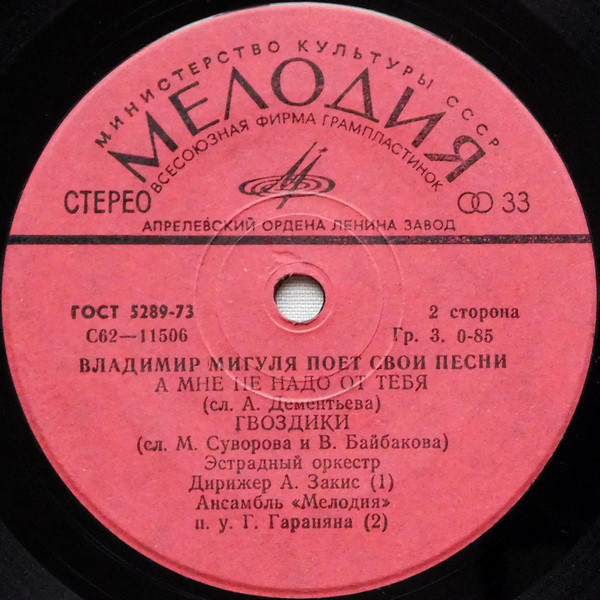 МИНИСТЕРСТВО КУЛЬТУРЫ СССР
МЕЛОДИЯ
ВСЕСОЮЗНАЯ ФИРМА ГРАМПЛАСТИНОК
СТЕРЕО 33
АПРЕЛЕВСКИЙ ОРДЕНА ЛЕНИНА ЗАВОД
ГОСТ 5289-73 2 сторона
С62—11506 Гр. 3. 0-85
ВЛАДИМИР МИГУЛЯ ПОЕТ СВОИ ПЕСНИ
А МНЕ НЕ НАДО ОТ ТЕБЯ
(сл. А. Дементьева)
ГВОЗДИКИ
(сл. М. Суворова и В. Байбакова)
Эстрадный оркестр
Дирижер А. Закис (1)
Ансамбль «Мелодия»
п. у. Г. Гараняна (2)